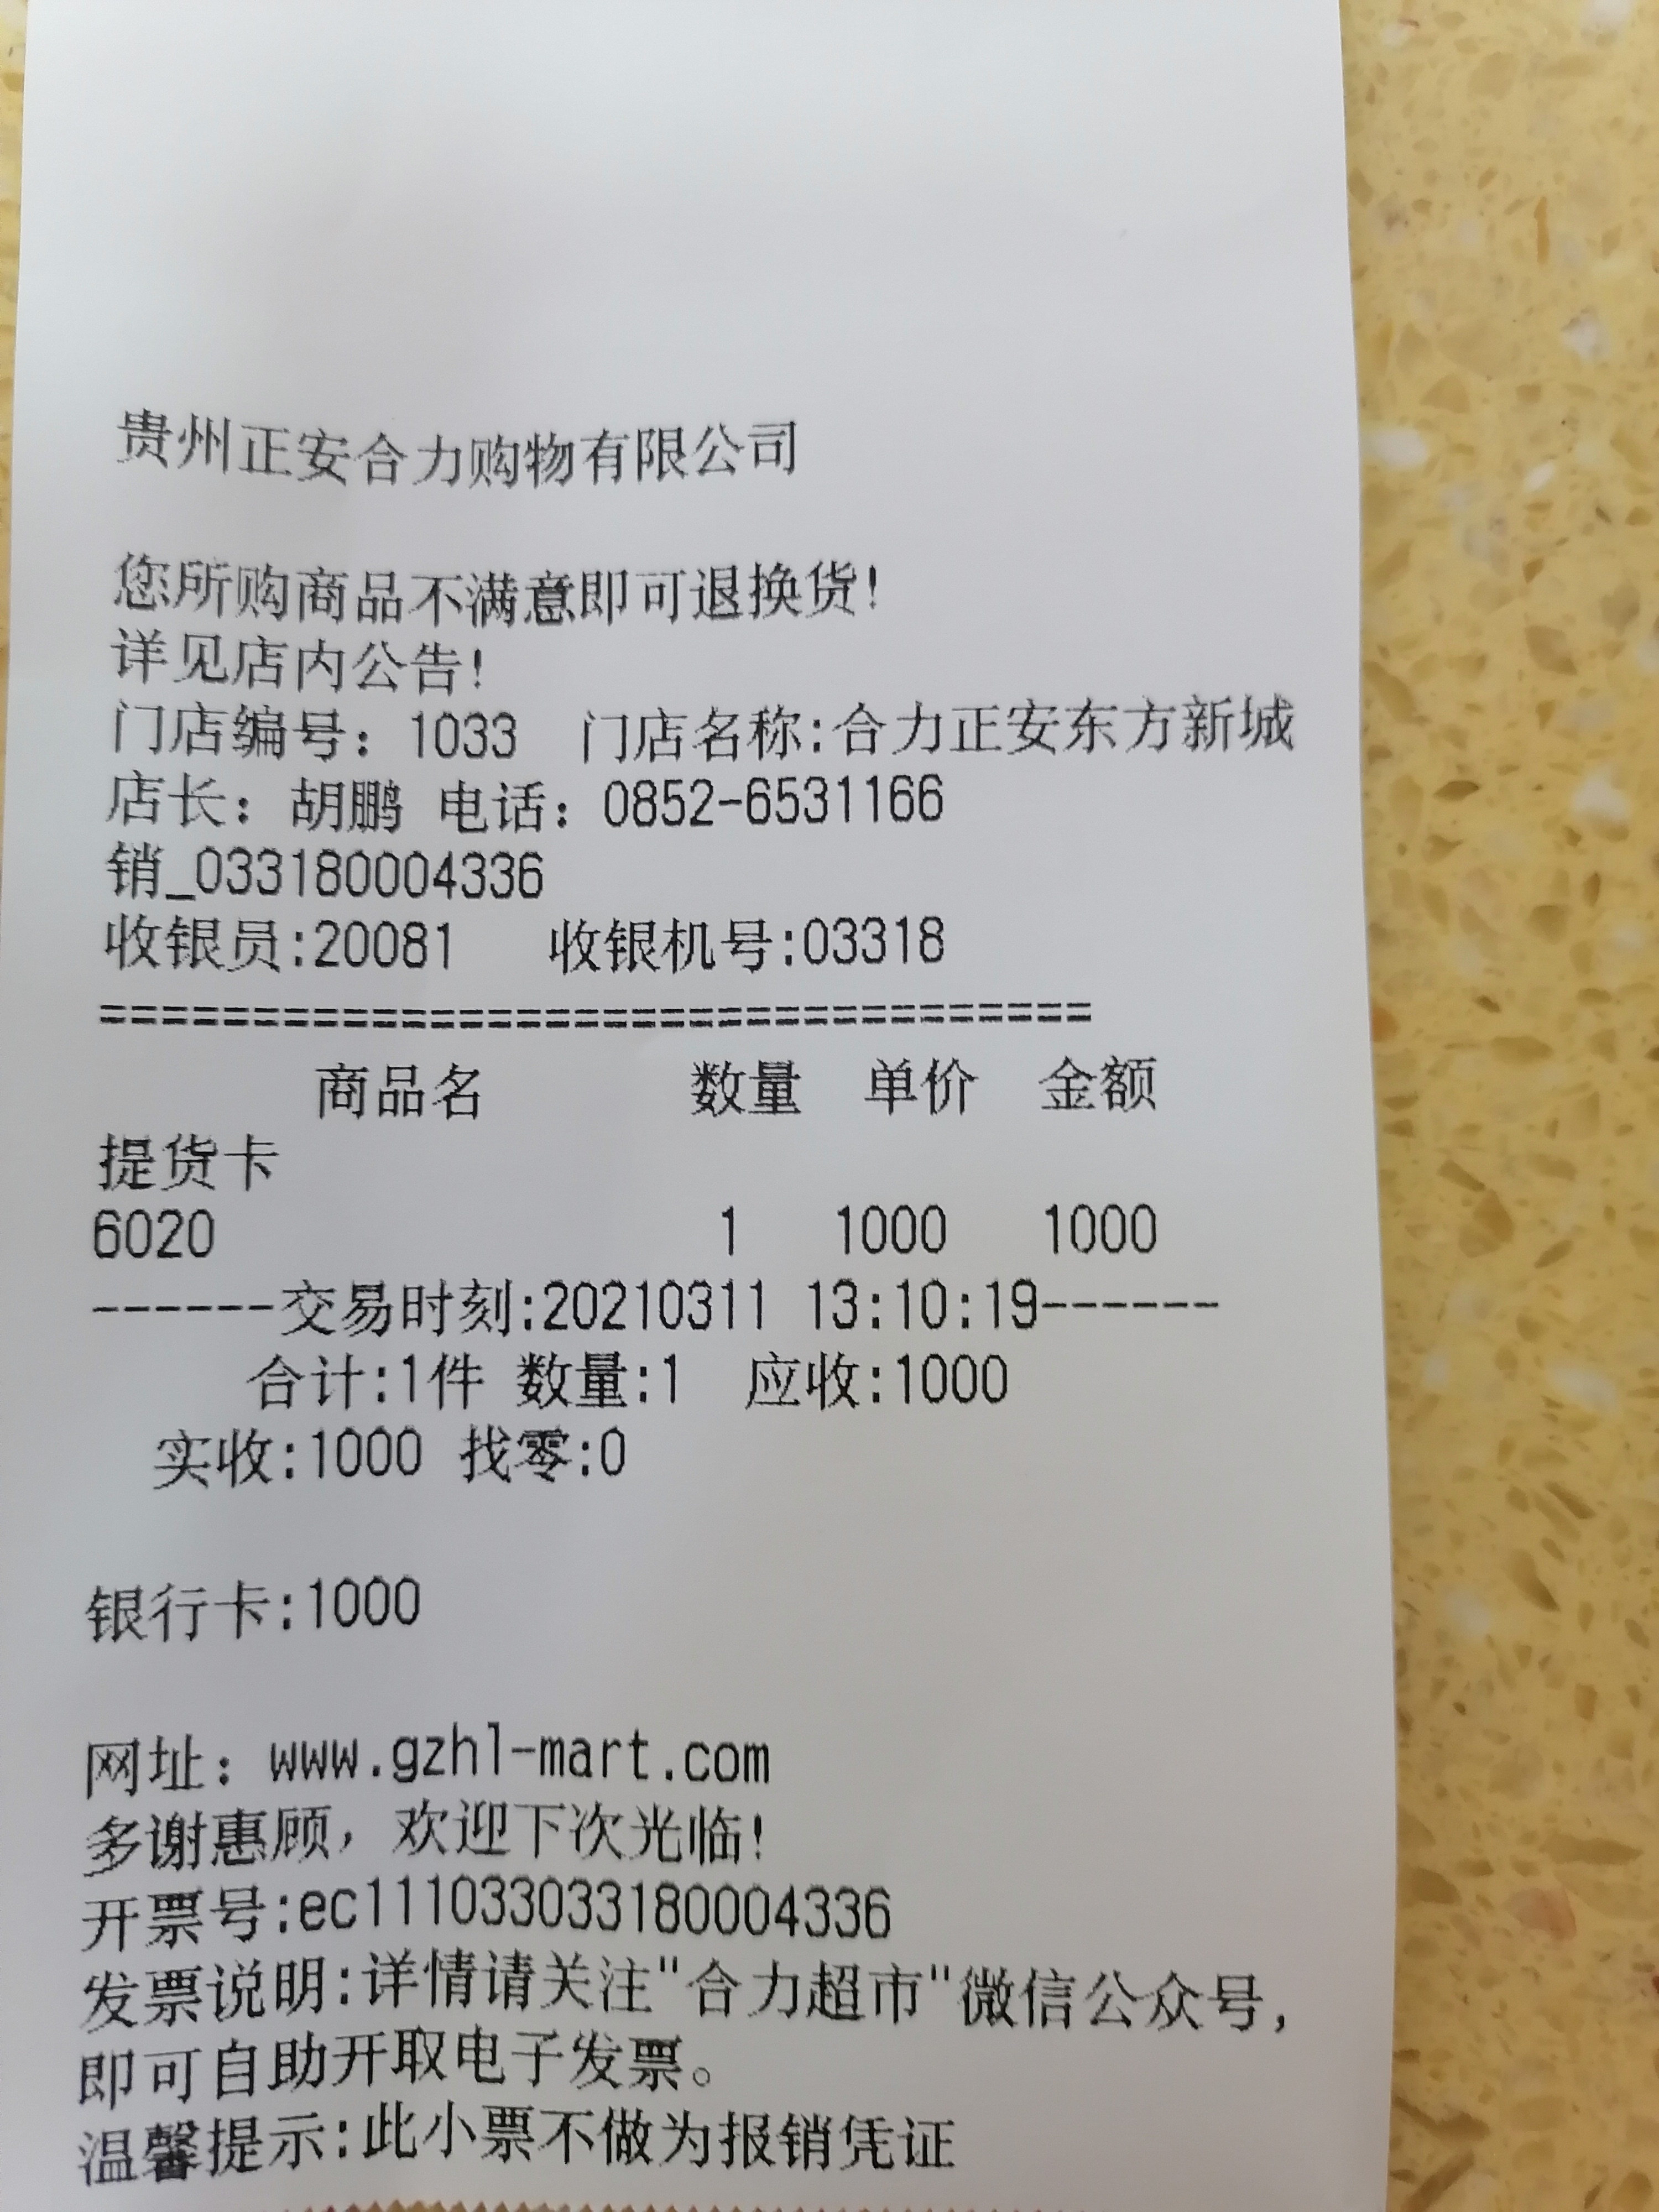 贵州正安合力购物有限公司
您所购商品不满意即可退换货!
详见店内公告!
门店编号：1033 门店名称:合力正安东方新城
店长：胡鹏 电话：0852-6531166
销_033180004336
收银员:20081 收银机号:03318
=================================
商品名 数量 单价 金额
提货卡
6020 1 1000 1000
------交易时刻:20210311 13:10:19------
合计:1件 数量:1 应收:1000
实收:1000 找零:0
银行卡:1000
网址：www.gzhl-mart.com
多谢惠顾，欢迎下次光临!
开票号:ec111033033180004336
发票说明:详情请关注"合力超市"微信公众号,
即可自助开取电子发票。
温馨提示:此小票不做为报销凭证